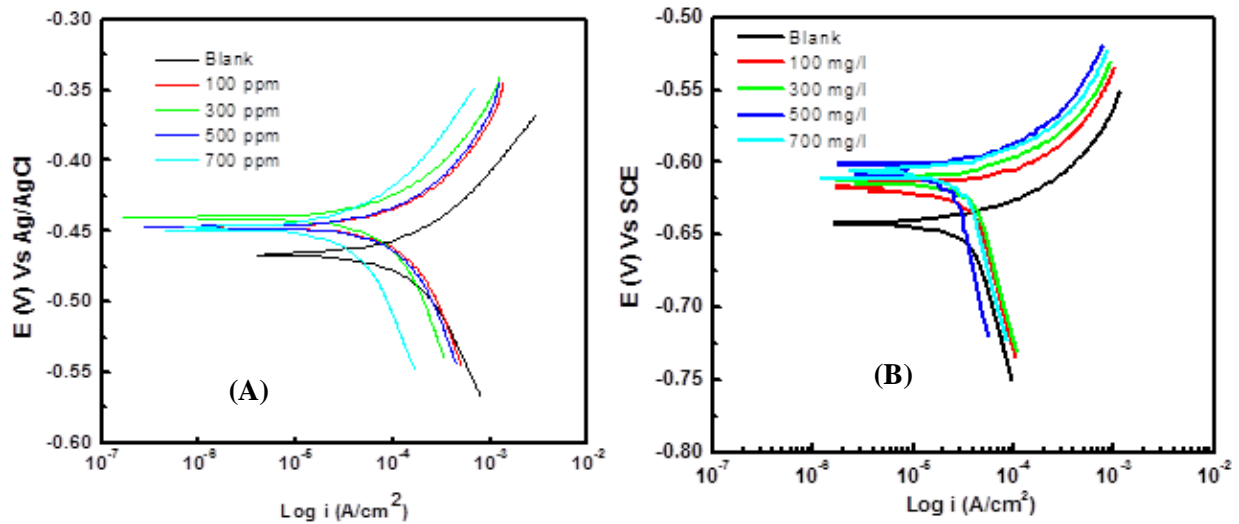 -0.30
-0.35
-0.40
-0.45
-0.50
-0.55
-0.60
E (V) Vs Ag/AgCl
Blank
100 ppm
300 ppm
500 ppm
700 ppm
(A)
10^-7 10^-6 10^-5 10^-4 10^-3 10^-2
Log i (A/cm^2)
B
-0.50
-0.55
-0.60
-0.65
-0.70
-0.75
-0.80
E (V) Vs SCE
Blank
100 mg/l
300 mg/l
500 mg/l
700 mg/l
(B)
10^-7 10^-6 10^-5 10^-4 10^-3 10^-2
Log i (A/cm^2)